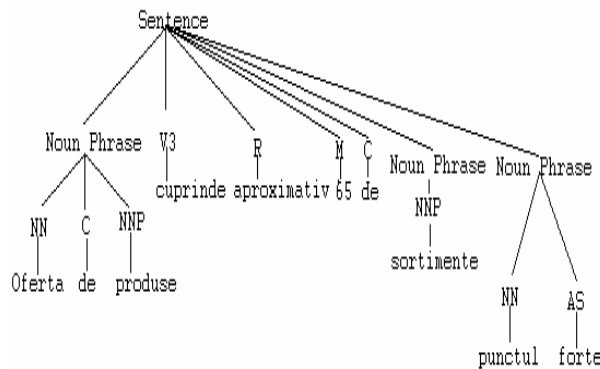 Sentence
Noun Phrase V3 R M C Noun Phrase Noun Phrase
cuprinde aproximativ 65 de NNP
NN C NNP
sortimente
Oferta de produse
NN AS
punctul forte